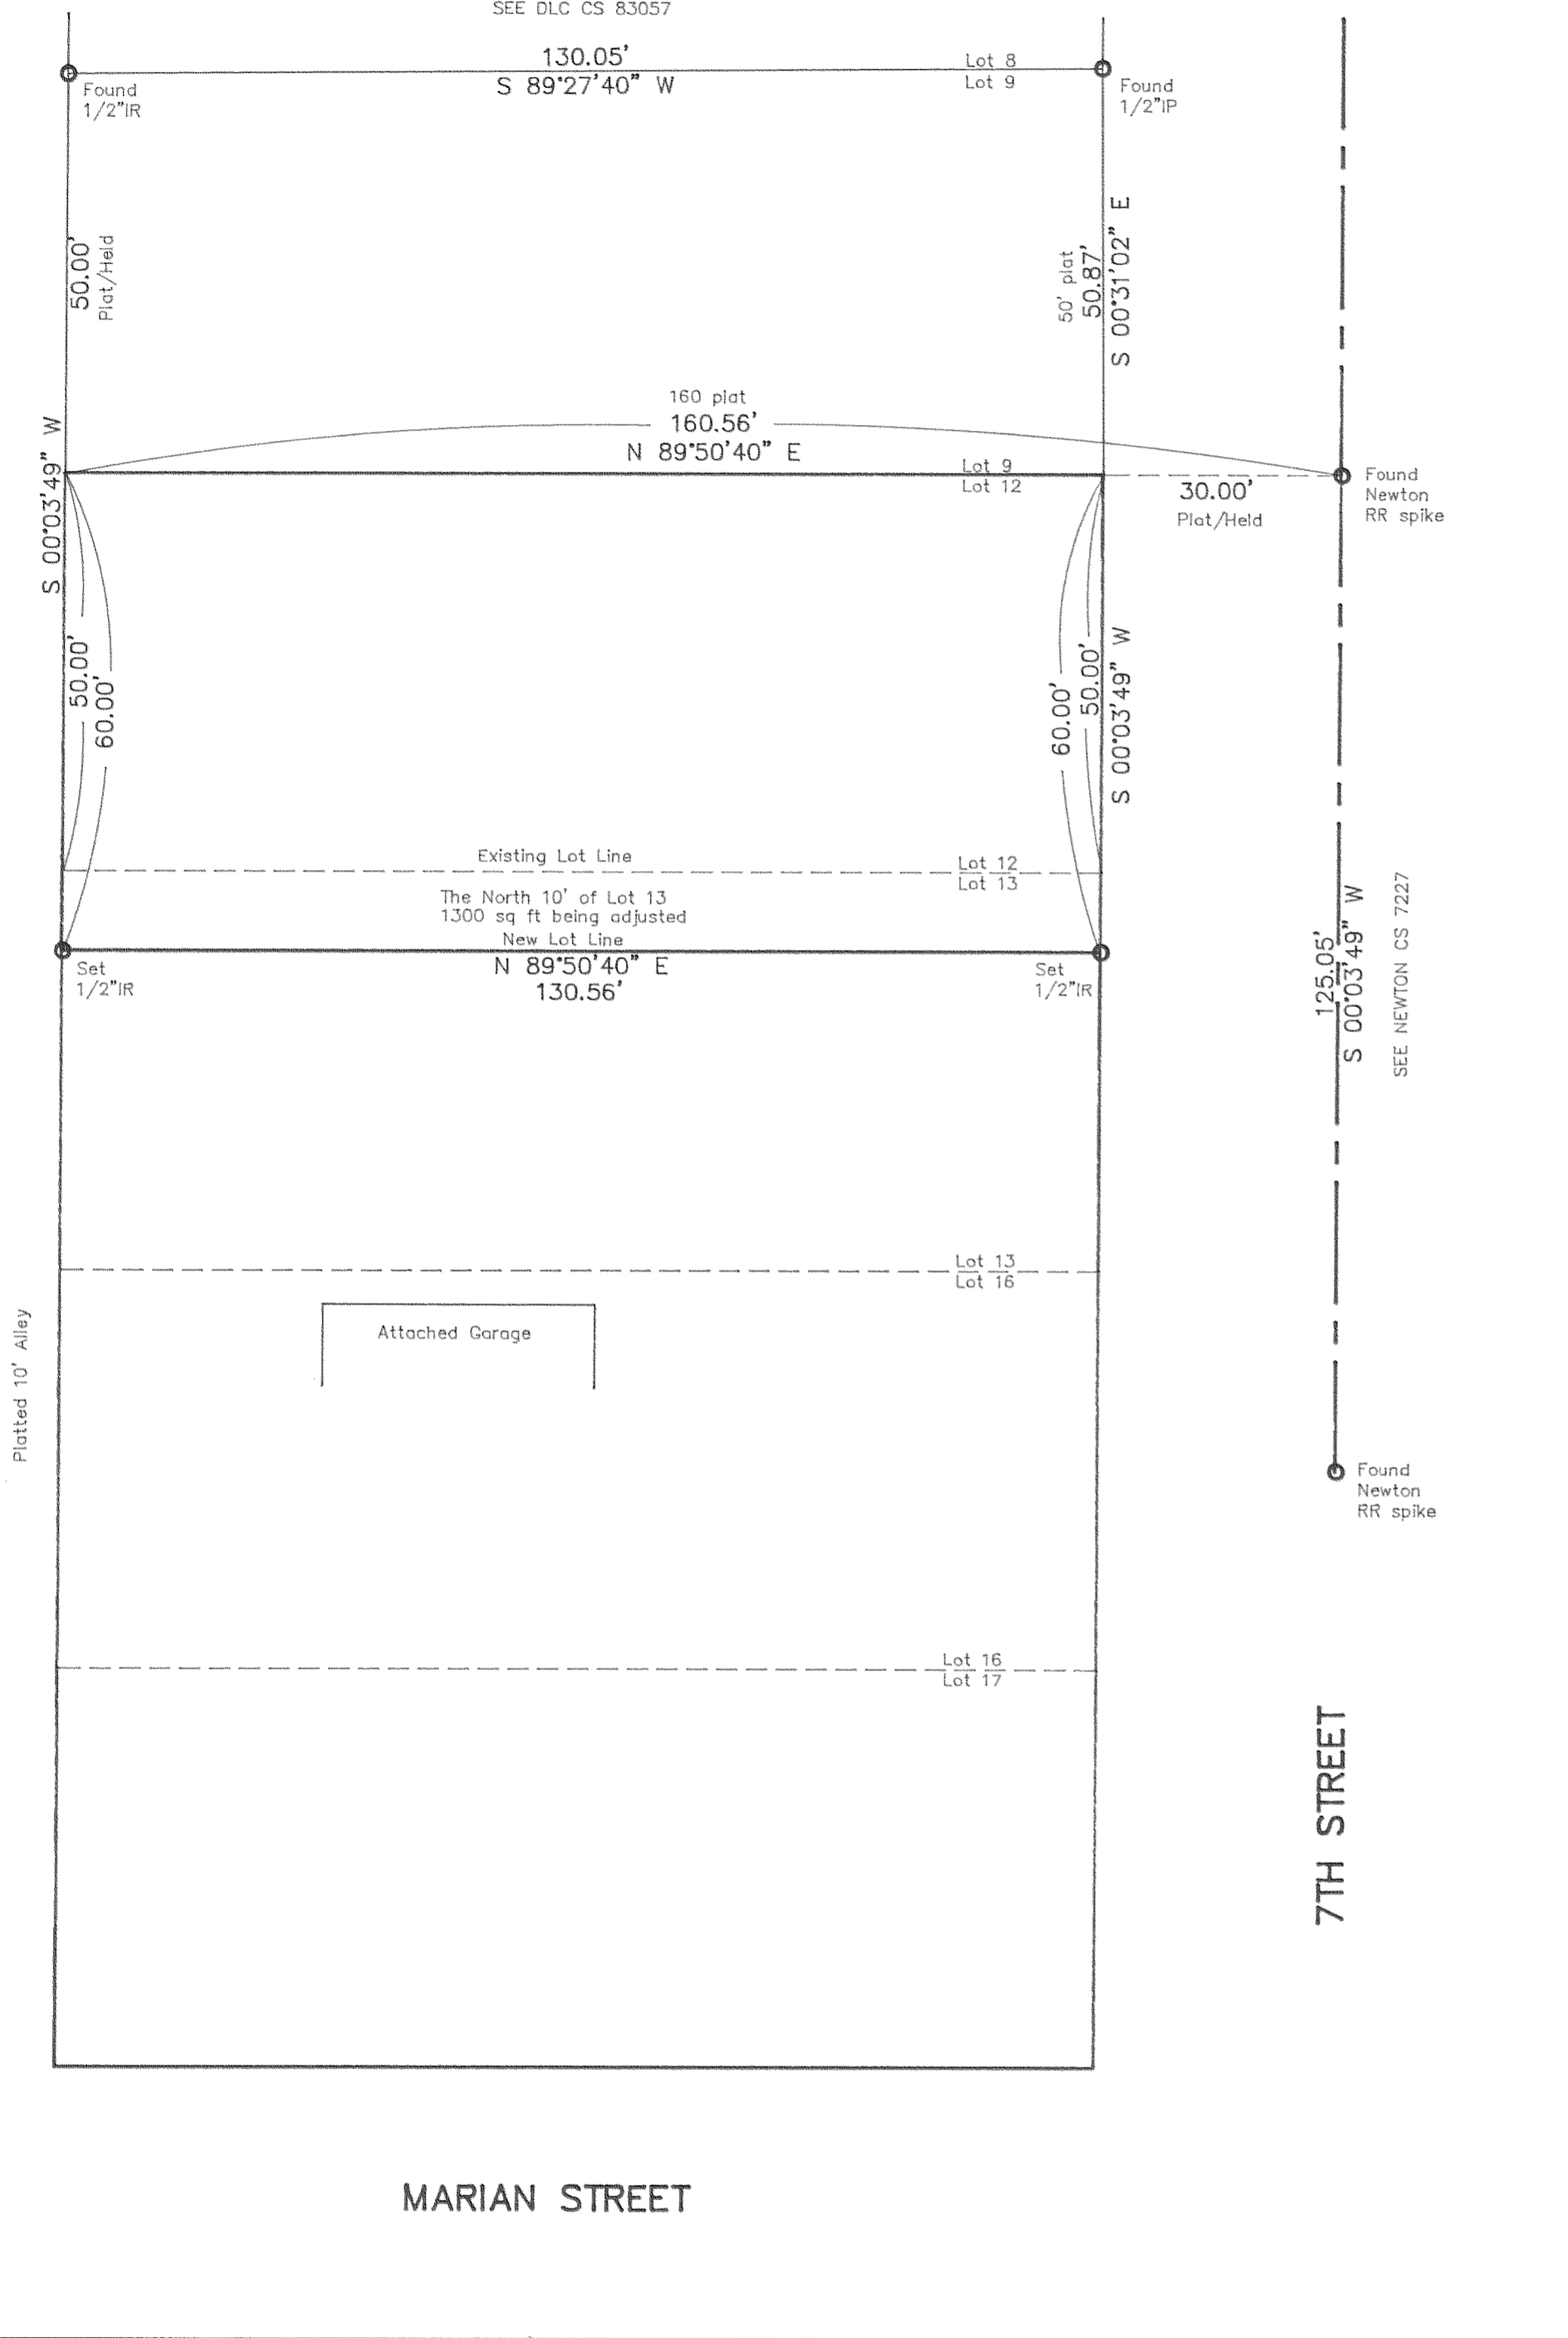 SEE DLC CS 83057
130.05'
S 89°27'40" W
Lot 8
Lot 9
Found
1/2"IR
Found
1/2"IP
50.00'
Plat/Held
50' plat
50.87'
S 00°31'02" E
160 plat
160.56'
N 89°50'40" E
S 00°03'49" W
Lot 9
Lot 12
30.00'
Plat/Held
Found
Newton
RR spike
50.00'
60.00'
60.00'
50.00'
S 00°03'49" W
Existing Lot Line
Lot 12
Lot 13
The North 10' of Lot 13
1300 sq ft being adjusted
New Lot Line
N 89°50'40" E
130.56'
Set
1/2"IR
Set
1/2"IR
125.05'
S 00°03'49" W
SEE NEWTON CS 7227
Lot 13
Lot 16
Attached Garage
Platted 10' Alley
Found
Newton
RR spike
Lot 16
Lot 17
7TH STREET
MARIAN STREET